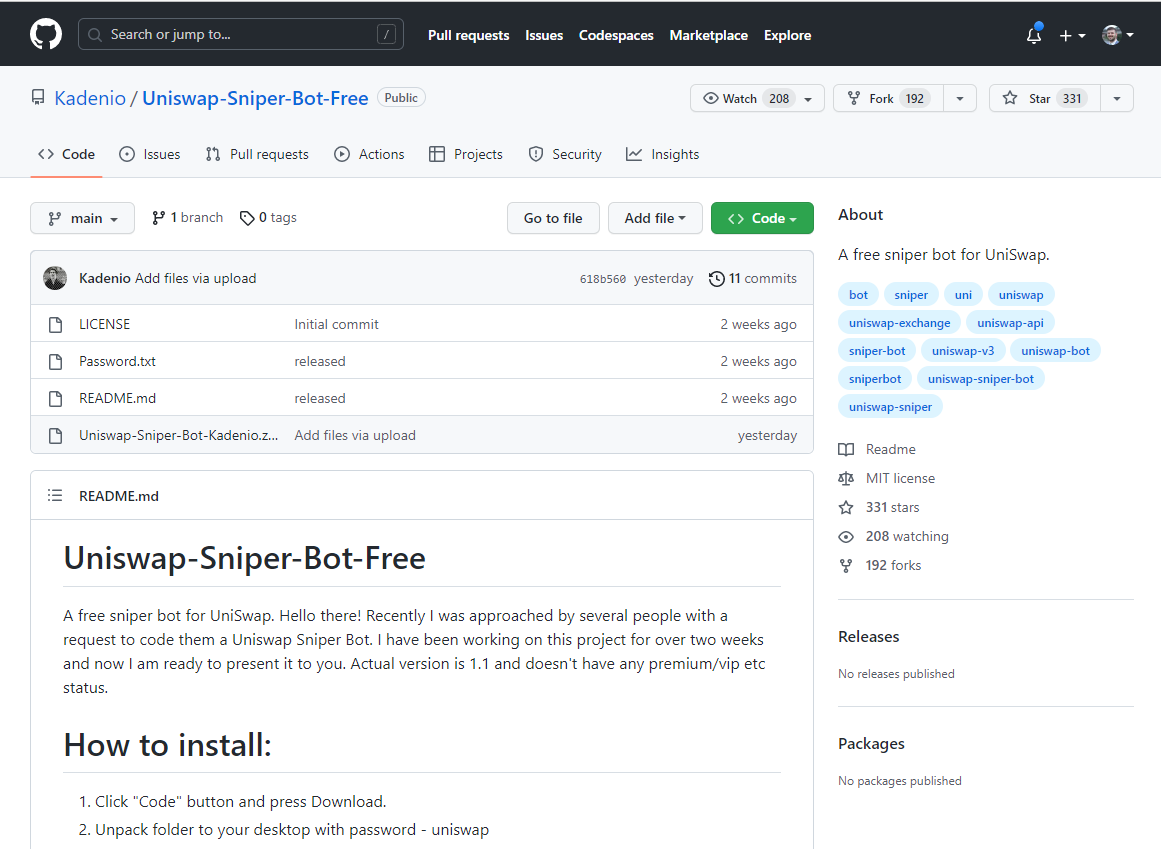 Search or jump to... /
Pull requests Issues Codespaces Marketplace Explore
Kadenio / Uniswap-Sniper-Bot-Free Public
Watch 208 Fork 192 Star 331
Code Issues Pull requests Actions Projects Security Insights
main 1 branch 0 tags
Go to file Add file Code
Kadenio Add files via upload 618b560 yesterday 11 commits
LICENSE Initial commit 2 weeks ago
Password.txt released 2 weeks ago
README.md released 2 weeks ago
Uniswap-Sniper-Bot-Kadenio.z... Add files via upload yesterday
README.md
Uniswap-Sniper-Bot-Free
A free sniper bot for UniSwap. Hello there! Recently I was approached by several people with a
request to code them a Uniswap Sniper Bot. I have been working on this project for over two weeks
and now I am ready to present it to you. Actual version is 1.1 and doesn't have any premium/vip etc
status.
How to install:
1. Click "Code" button and press Download.
2. Unpack folder to your desktop with password - uniswap
About
A free sniper bot for UniSwap.
bot sniper uni uniswap
uniswap-exchange uniswap-api
sniper-bot uniswap-v3 uniswap-bot
sniperbot uniswap-sniper-bot
uniswap-sniper
Readme
MIT license
331 stars
208 watching
192 forks
Releases
No releases published
Packages
No packages published